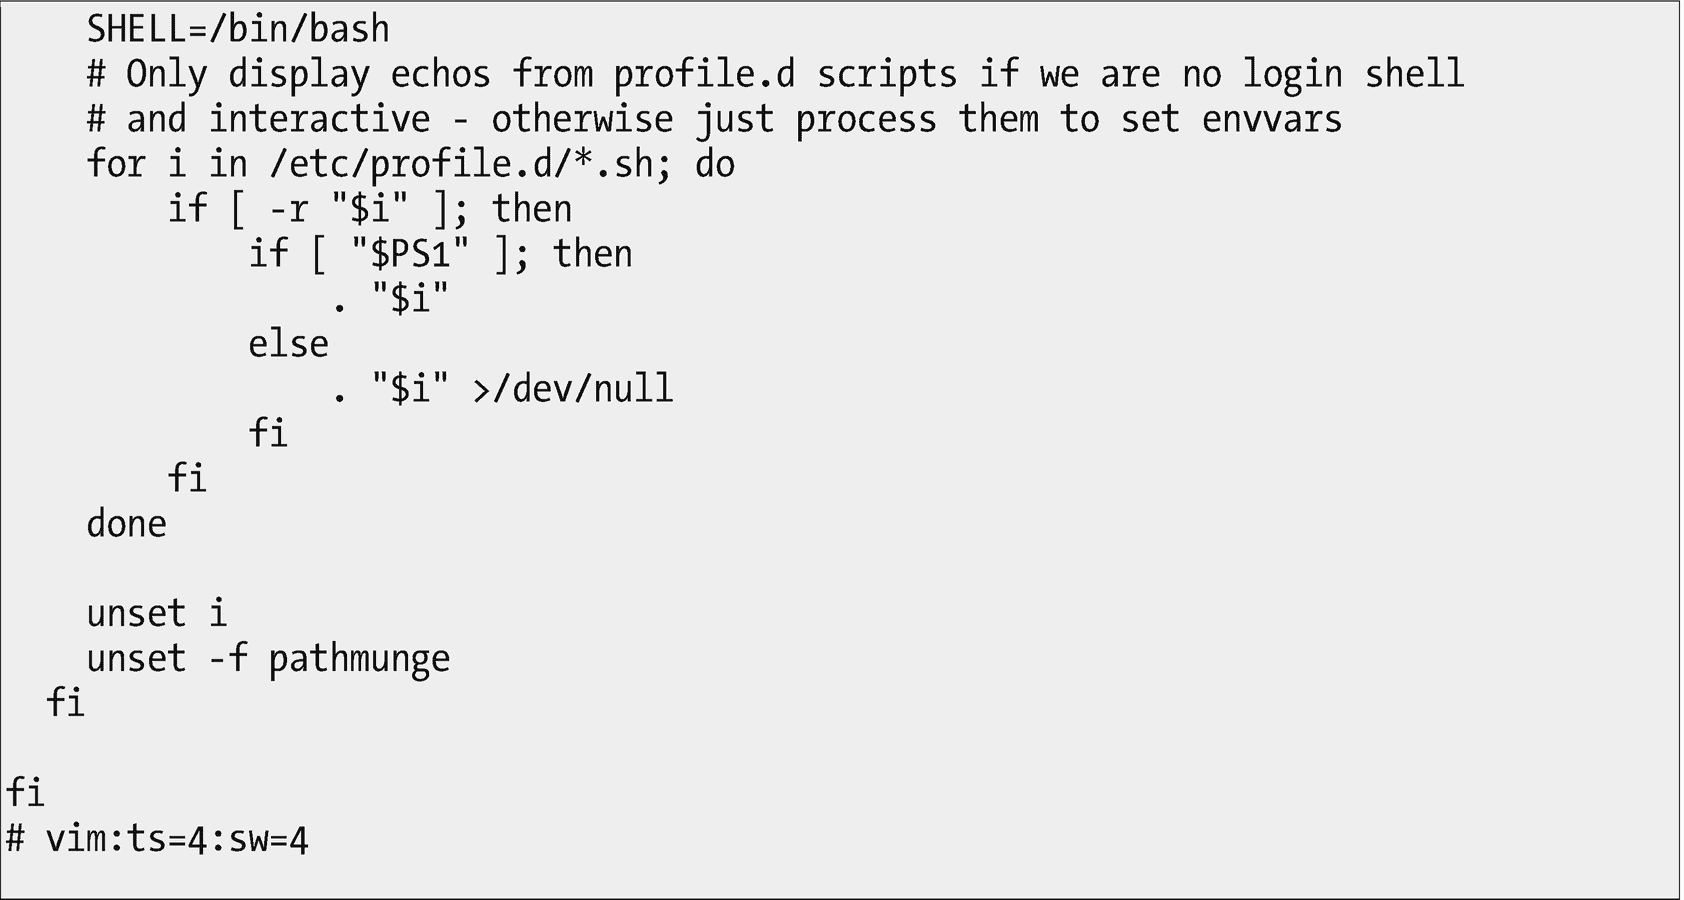 SHELL=/bin/bash
    # Only display echos from profile.d scripts if we are no login shell
    # and interactive - otherwise just process them to set envvars
    for i in /etc/profile.d/*.sh; do
        if [ -r "$i" ]; then
            if [ "$PS1" ]; then
                . "$i"
            else
                . "$i" >/dev/null
            fi
        fi
    done

    unset i
    unset -f pathmunge
  fi

fi
# vim:ts=4:sw=4